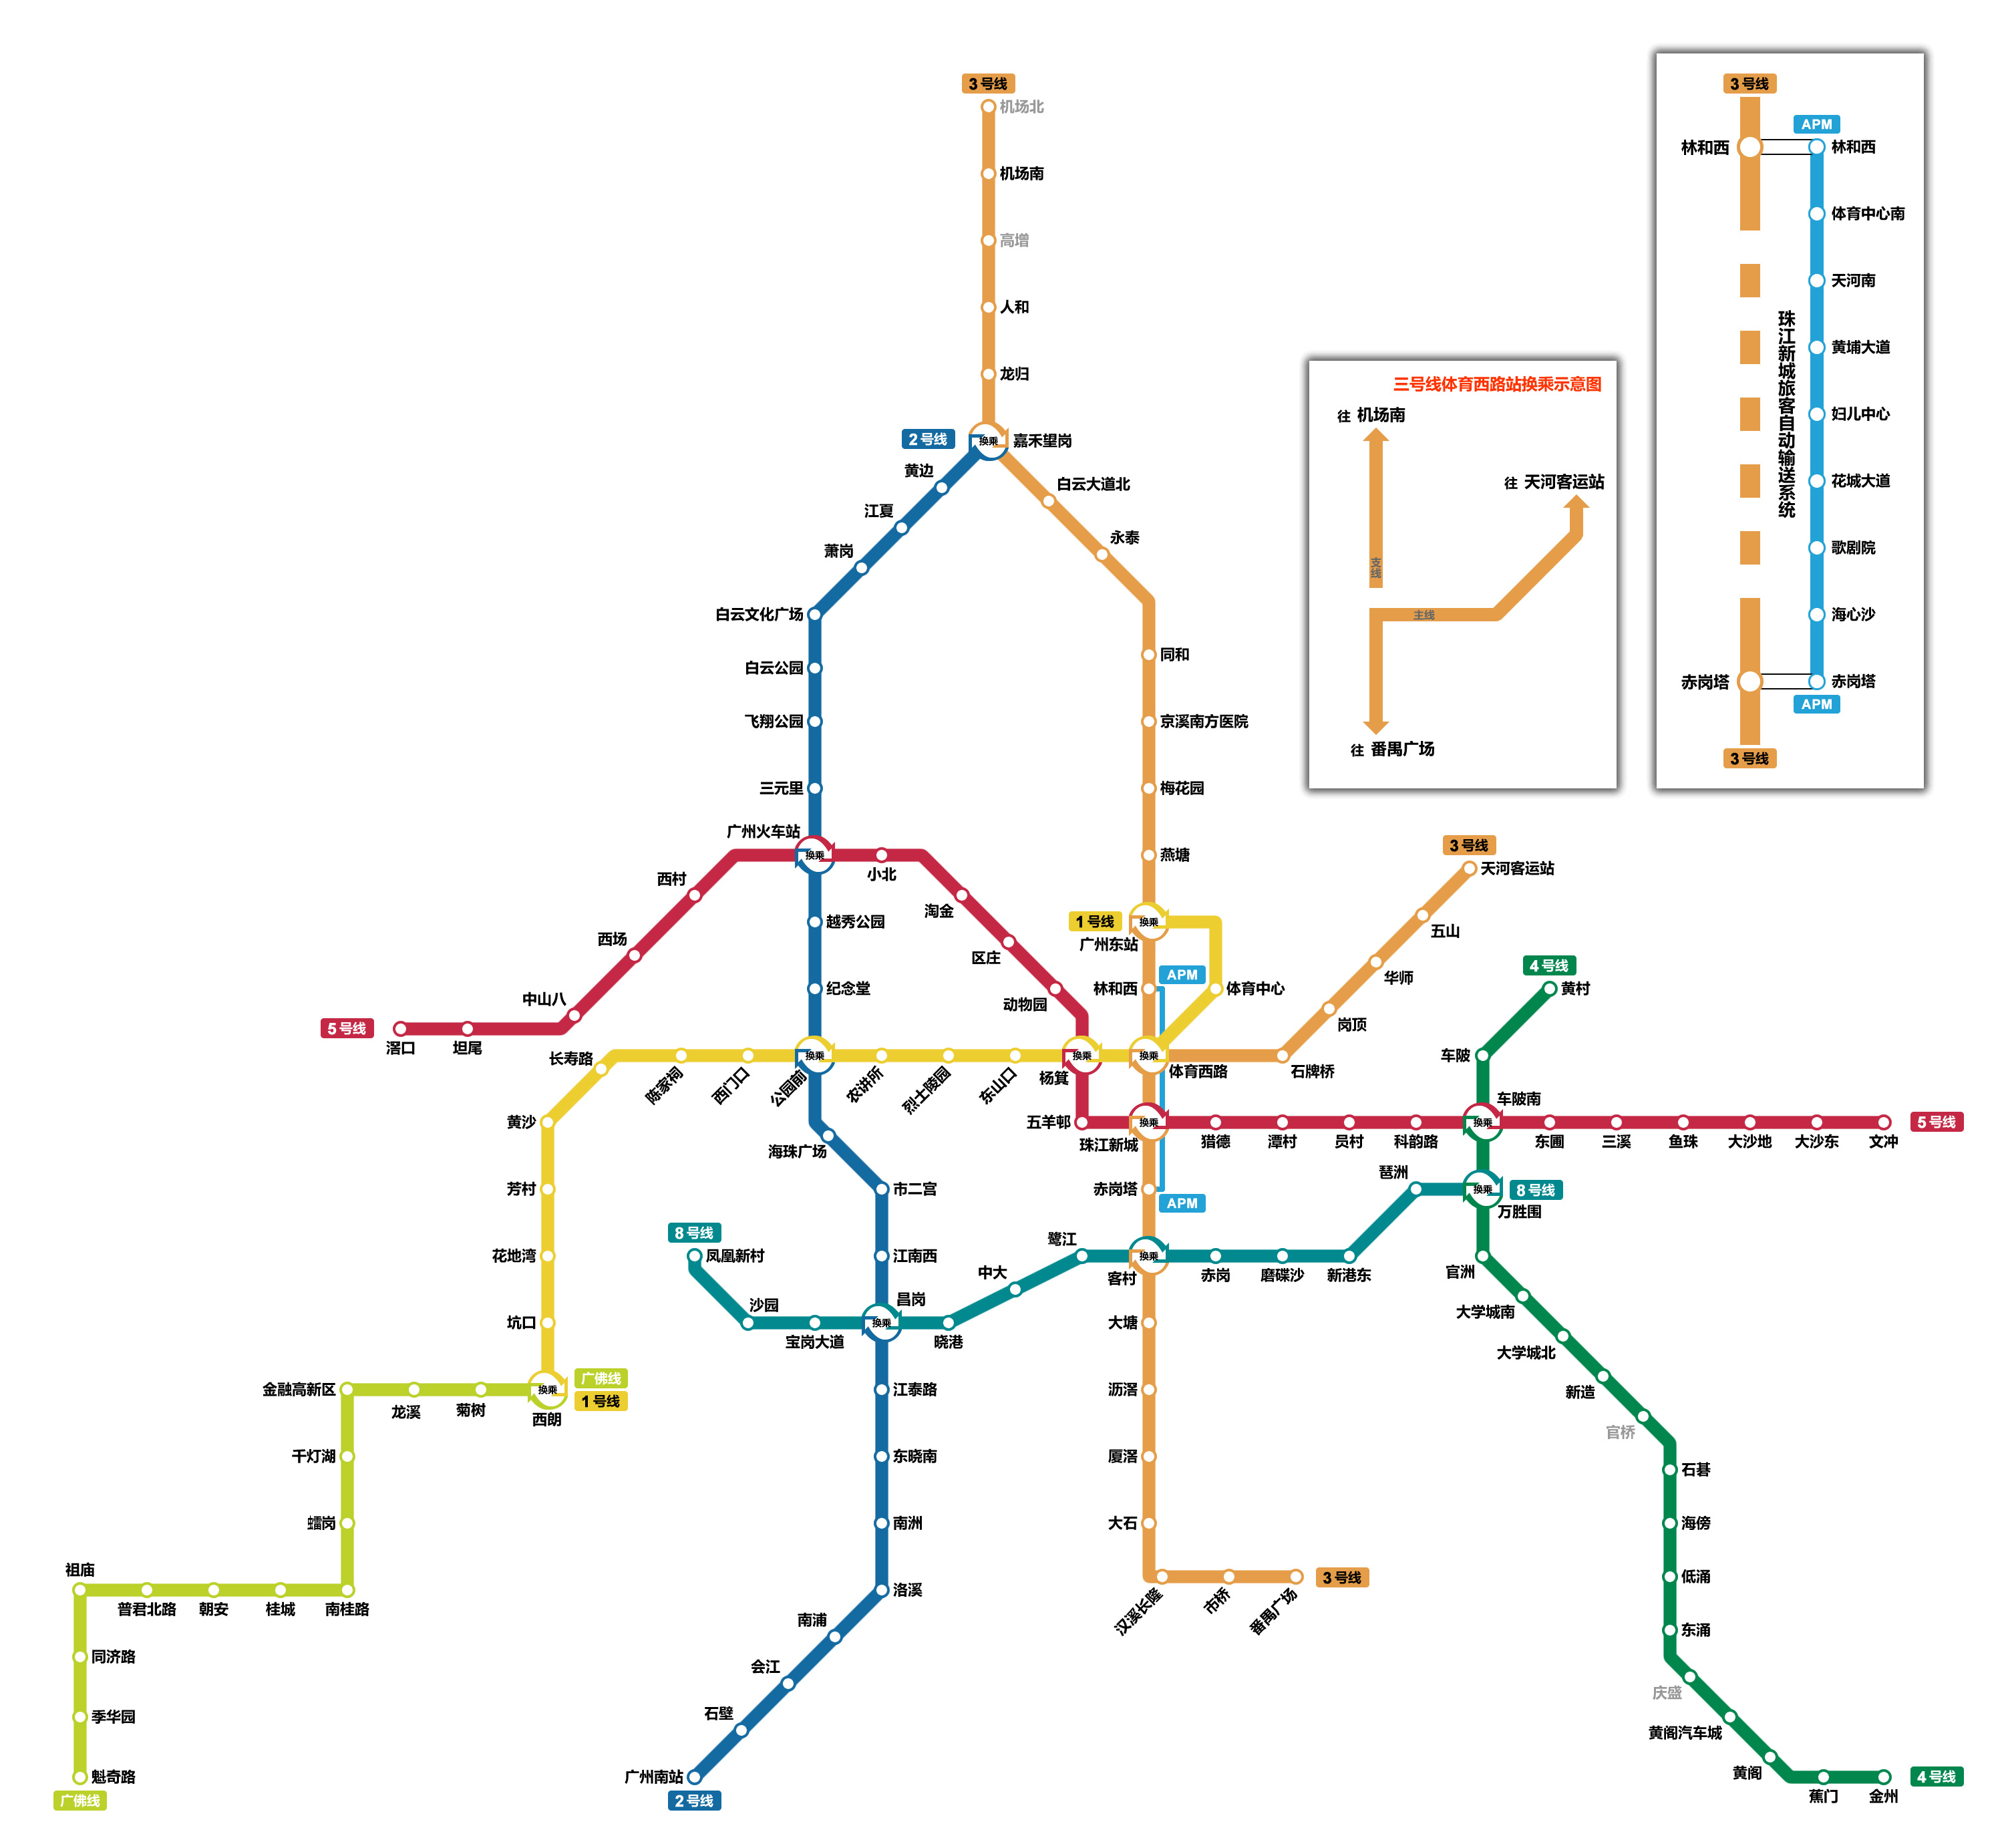 3 号线
机场北
机场南
高增
人和
龙归
2 号线
换乘
嘉禾望岗
黄边
白云大道北
江夏
永泰
萧岗
白云文化广场
白云公园
飞翔公园
三元里
广州火车站
换乘
同和
京溪南方医院
梅花园
燕塘
小北
西村
淘金
西场
区庄
中山八
动物园
5 号线
滘口
坦尾
越秀公园
纪念堂
1 号线
换乘
广州东站
APM
林和西
体育中心
3 号线
天河客运站
五山
华师
岗顶
石牌桥
4 号线
黄村
车陂
长寿路
陈家祠
西门口
换乘
公园前
农讲所
烈士陵园
东山口
换乘
杨箕
换乘
体育西路
黄沙
五羊邨
换乘
珠江新城
猎德
潭村
员村
科韵路
换乘
车陂南
东圃
三溪
鱼珠
大沙地
大沙东
文冲
5 号线
海珠广场
芳村
市二宫
赤岗塔
APM
琶洲
换乘
8 号线
万胜围
8 号线
凤凰新村
花地湾
江南西
鹭江
换乘
客村
赤岗
磨碟沙
新港东
官洲
中大
沙园
昌岗
换乘
宝岗大道
晓港
坑口
大塘
大学城南
大学城北
新造
官桥
金融高新区
龙溪
菊树
换乘
西朗
广佛线
1 号线
江泰路
沥滘
千灯湖
东晓南
厦滘
石碁
𧒽岗
南洲
大石
海傍
祖庙
普君北路
朝安
桂城
南桂路
洛溪
汉溪长隆
市桥
番禺广场
3 号线
低涌
东涌
同济路
南浦
会江
庆盛
季华园
石壁
黄阁汽车城
魁奇路
广佛线
广州南站
2 号线
黄阁
蕉门
金州
4 号线
三号线体育西路站换乘示意图
往 机场南
往 天河客运站
支线
主线
往 番禺广场
3 号线
APM
林和西
林和西
体育中心南
天河南
黄埔大道
妇儿中心
花城大道
歌剧院
海心沙
赤岗塔
赤岗塔
APM
3 号线
珠江新城旅客自动输送系统